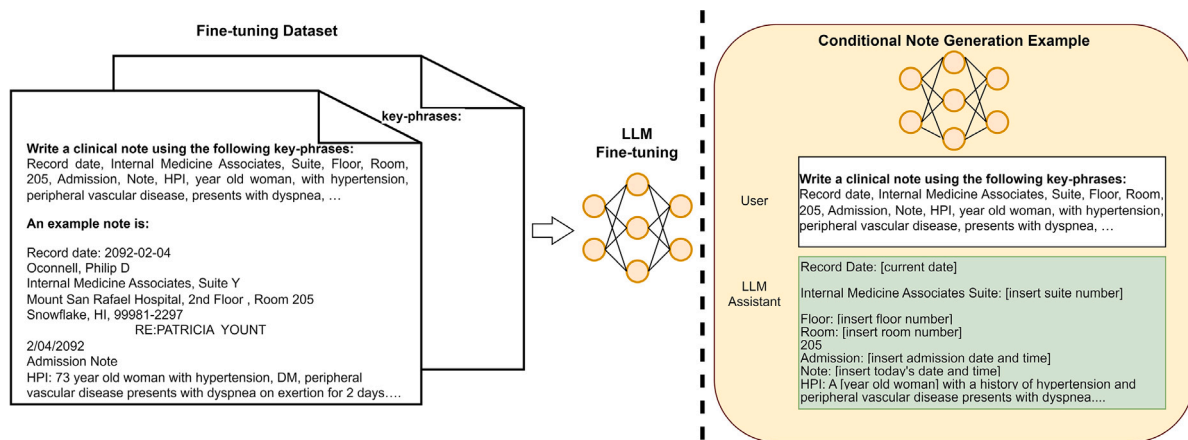 Fine-tuning Dataset
key-phrases:
Write a clinical note using the following key-phrases:
Record date, Internal Medicine Associates, Suite, Floor, Room,
205, Admission, Note, HPI, year old woman, with hypertension,
peripheral vascular disease, presents with dyspnea, …
An example note is:
Record date: 2092-02-04
Oconnell, Philip D
Internal Medicine Associates, Suite Y
Mount San Rafael Hospital, 2nd Floor , Room 205
Snowflake, HI, 99981-2297
RE:PATRICIA YOUNT
2/04/2092
Admission Note
HPI: 73 year old woman with hypertension, DM, peripheral
vascular disease presents with dyspnea on exertion for 2 days….
LLM
Fine-tuning
Conditional Note Generation Example
User
Write a clinical note using the following key-phrases:
Record date, Internal Medicine Associates, Suite, Floor, Room,
205, Admission, Note, HPI, year old woman, with hypertension,
peripheral vascular disease, presents with dyspnea, …
LLM
Assistant
Record Date: [current date]
Internal Medicine Associates Suite: [insert suite number]
Floor: [insert floor number]
Room: [insert room number]
205
Admission: [insert admission date and time]
Note: [insert today's date and time]
HPI: A [year old woman] with a history of hypertension and
peripheral vascular disease presents with dyspnea....